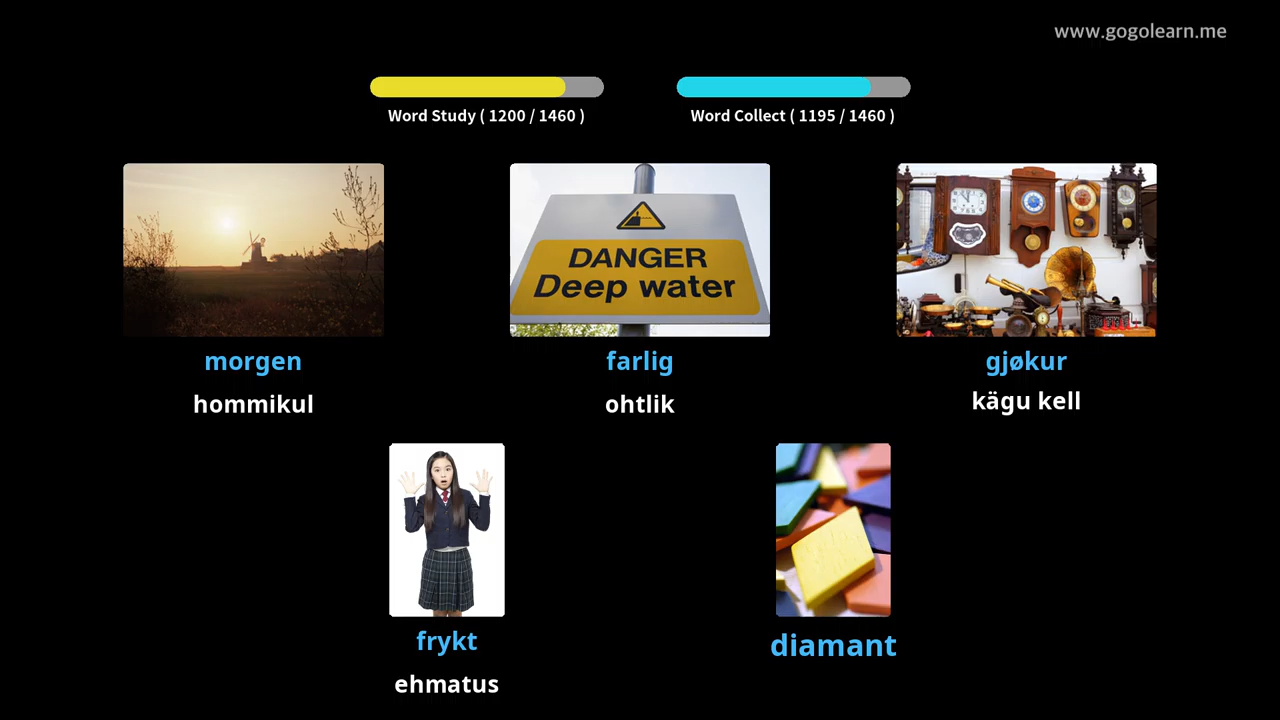 www.gogolearn.me
Word Study ( 1200 / 1460 )
Word Collect ( 1195 / 1460 )
DANGER
Deep water
morgen
farlig
gjøkur
hommikul
ohtlik
kägu kell
frykt
diamant
ehmatus